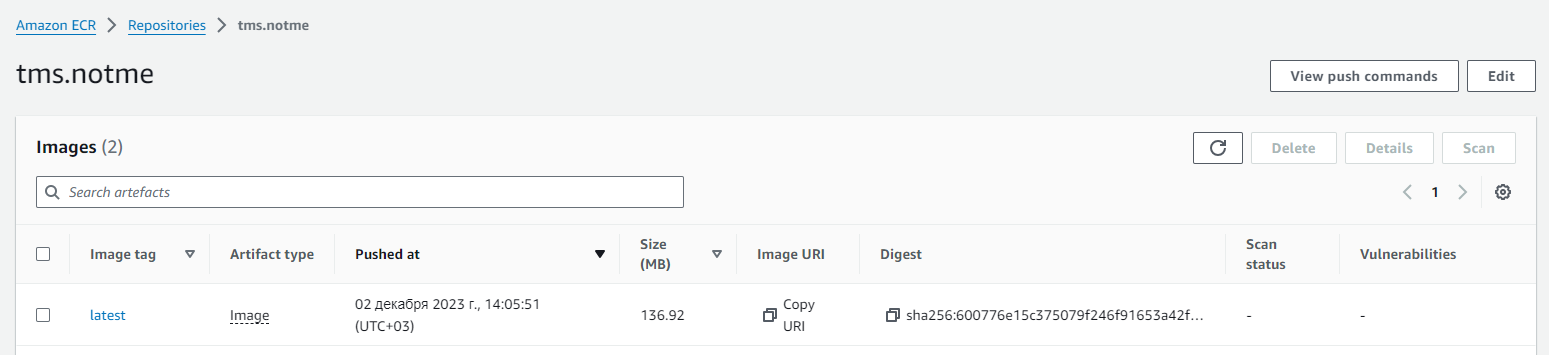 Amazon ECR > Repositories > tms.notme
tms.notme
View push commands
Edit
Images (2)
Delete
Details
Scan
Search artefacts
1
Image tag
Artifact type
Pushed at
Size
(MB)
Image URI
Digest
Scan
status
Vulnerabilities
latest
Image
02 декабря 2023 г., 14:05:51
(UTC+03)
136.92
Copy
URI
sha256:600776e15c375079f246f91653a42f...
-
-